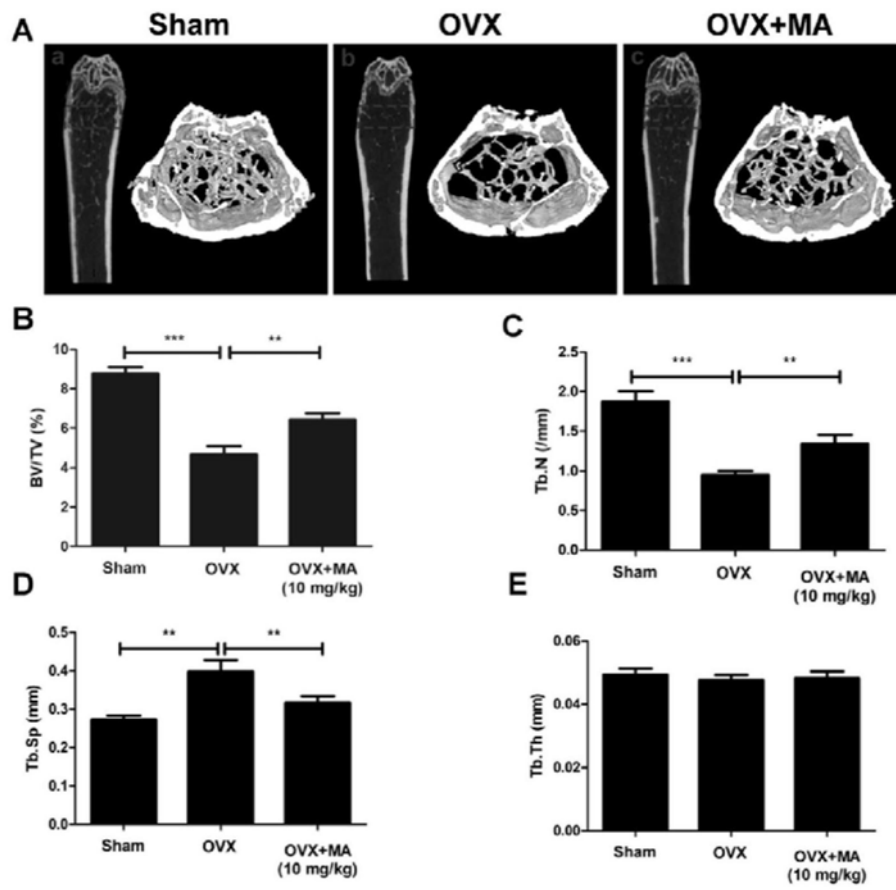 A
Sham
OVX
OVX+MA
a
b
c
B
BV/TV (%)
10
8
6
4
2
0
***
**
Sham
OVX
OVX+MA
(10 mg/kg)
C
Tb.N (/mm)
2.5
2.0
1.5
1.0
0.5
0.0
***
**
Sham
OVX
OVX+MA
(10 mg/kg)
D
Tb.Sp (mm)
0.5
0.4
0.3
0.2
0.1
0.0
**
**
Sham
OVX
OVX+MA
(10 mg/kg)
E
Tb.Th (mm)
0.06
0.04
0.02
0.00
Sham
OVX
OVX+MA
(10 mg/kg)